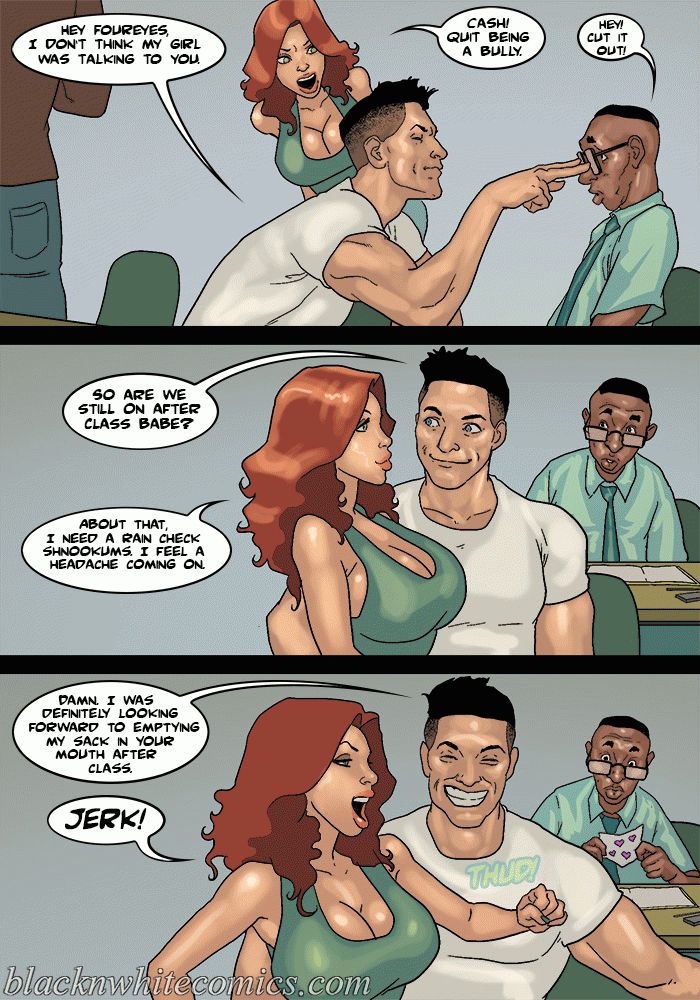 HEY FOUREYES,
I DON'T THINK MY GIRL
WAS TALKING TO YOU.
CASH!
QUIT BEING
A BULLY.
HEY!
CUT IT
OUT!
SO ARE WE
STILL ON AFTER
CLASS BABE?
ABOUT THAT,
I NEED A RAIN CHECK
SHNOOKUMS. I FEEL A
HEADACHE COMING ON.
DAMN. I WAS
DEFINITELY LOOKING
FORWARD TO EMPTYING
MY SACK IN YOUR
MOUTH AFTER
CLASS.
JERK!
THUD!
blacknwhitecomics.com